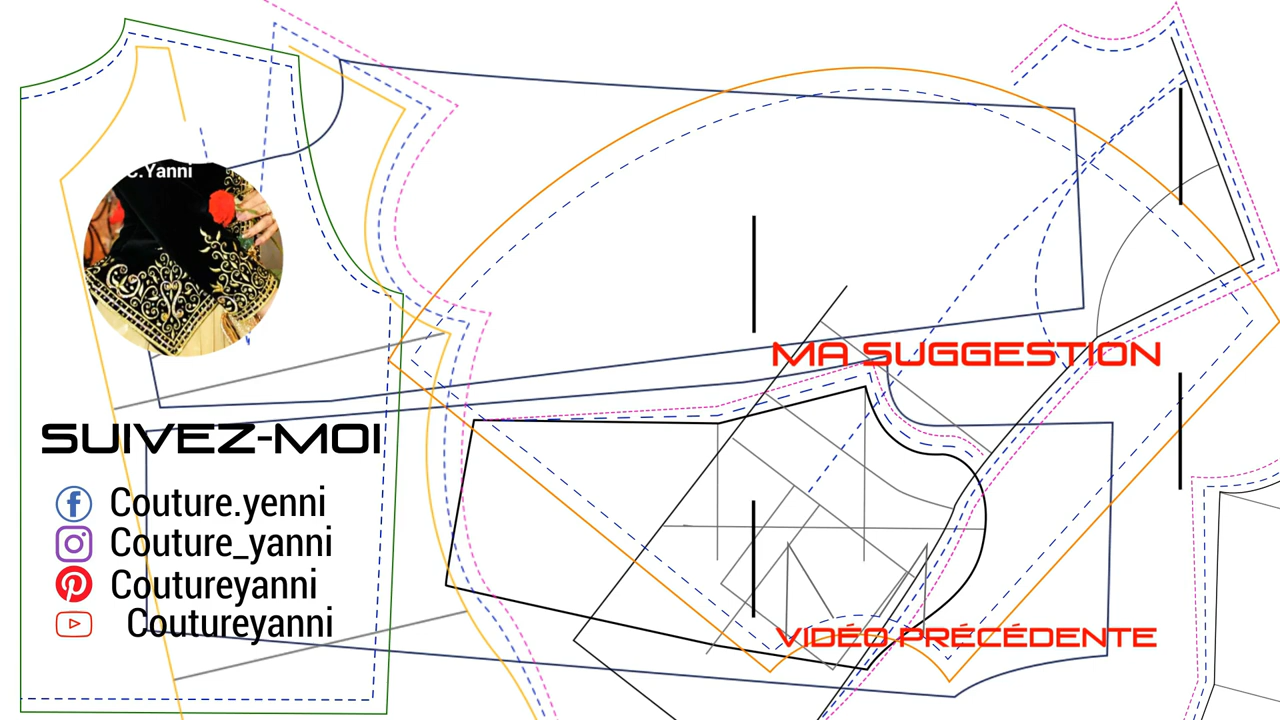 C.Yanni
MA SUGGESTION
SUIVEZ-MOI
Couture.yenni
Couture_yanni
Coutureyanni
Coutureyanni
VIDÉO PRÉCÉDENTE